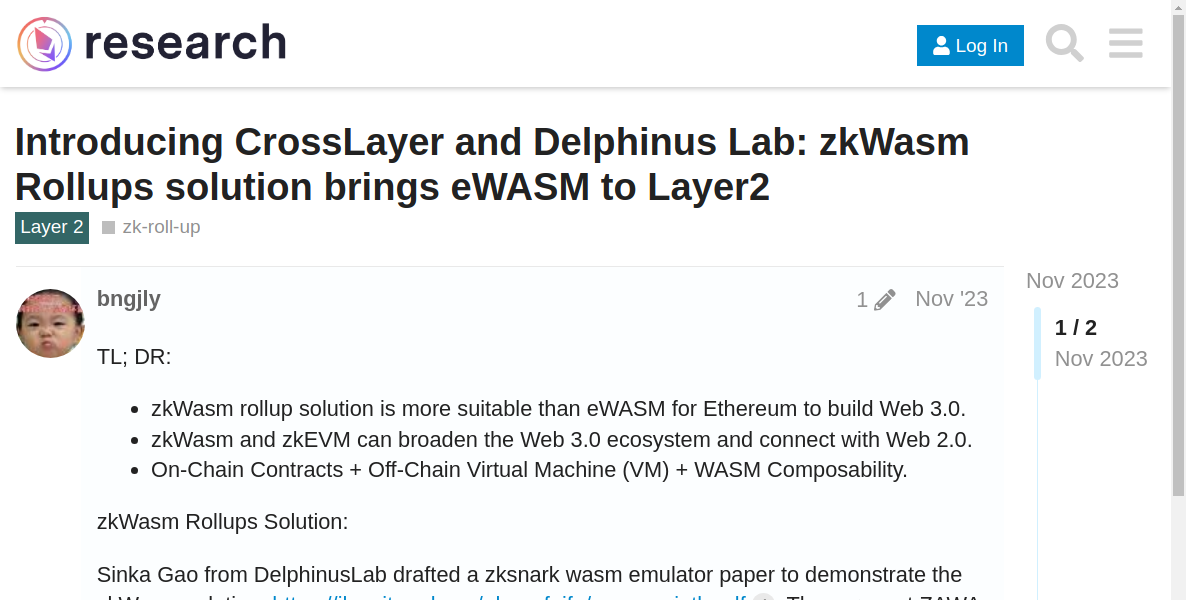 research
Log In
Introducing CrossLayer and Delphinus Lab: zkWasm
Rollups solution brings eWASM to Layer2
Layer 2
zk-roll-up
bngjly
1
Nov '23
Nov 2023
1 / 2
Nov 2023
TL; DR:
• zkWasm rollup solution is more suitable than eWASM for Ethereum to build Web 3.0.
• zkWasm and zkEVM can broaden the Web 3.0 ecosystem and connect with Web 2.0.
• On-Chain Contracts + Off-Chain Virtual Machine (VM) + WASM Composability.
zkWasm Rollups Solution:
Sinka Gao from DelphinusLab drafted a zksnark wasm emulator paper to demonstrate the